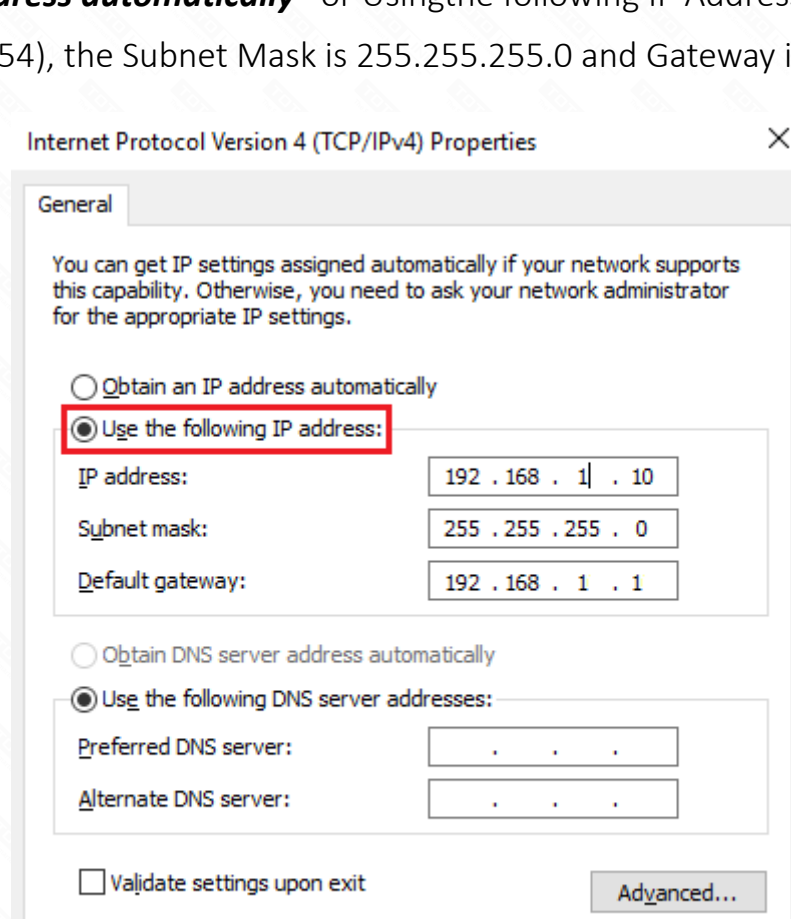 dress automatically" or Usingthe following IP Address
54), the Subnet Mask is 255.255.255.0 and Gateway i
Internet Protocol Version 4 (TCP/IPv4) Properties
General
You can get IP settings assigned automatically if your network supports
this capability. Otherwise, you need to ask your network administrator
for the appropriate IP settings.
Obtain an IP address automatically
Use the following IP address:
IP address: 192 . 168 . 1 . 10
Subnet mask: 255 . 255 . 255 . 0
Default gateway: 192 . 168 . 1 . 1
Obtain DNS server address automatically
Use the following DNS server addresses:
Preferred DNS server: . . .
Alternate DNS server: . . .
Validate settings upon exit
Advanced...